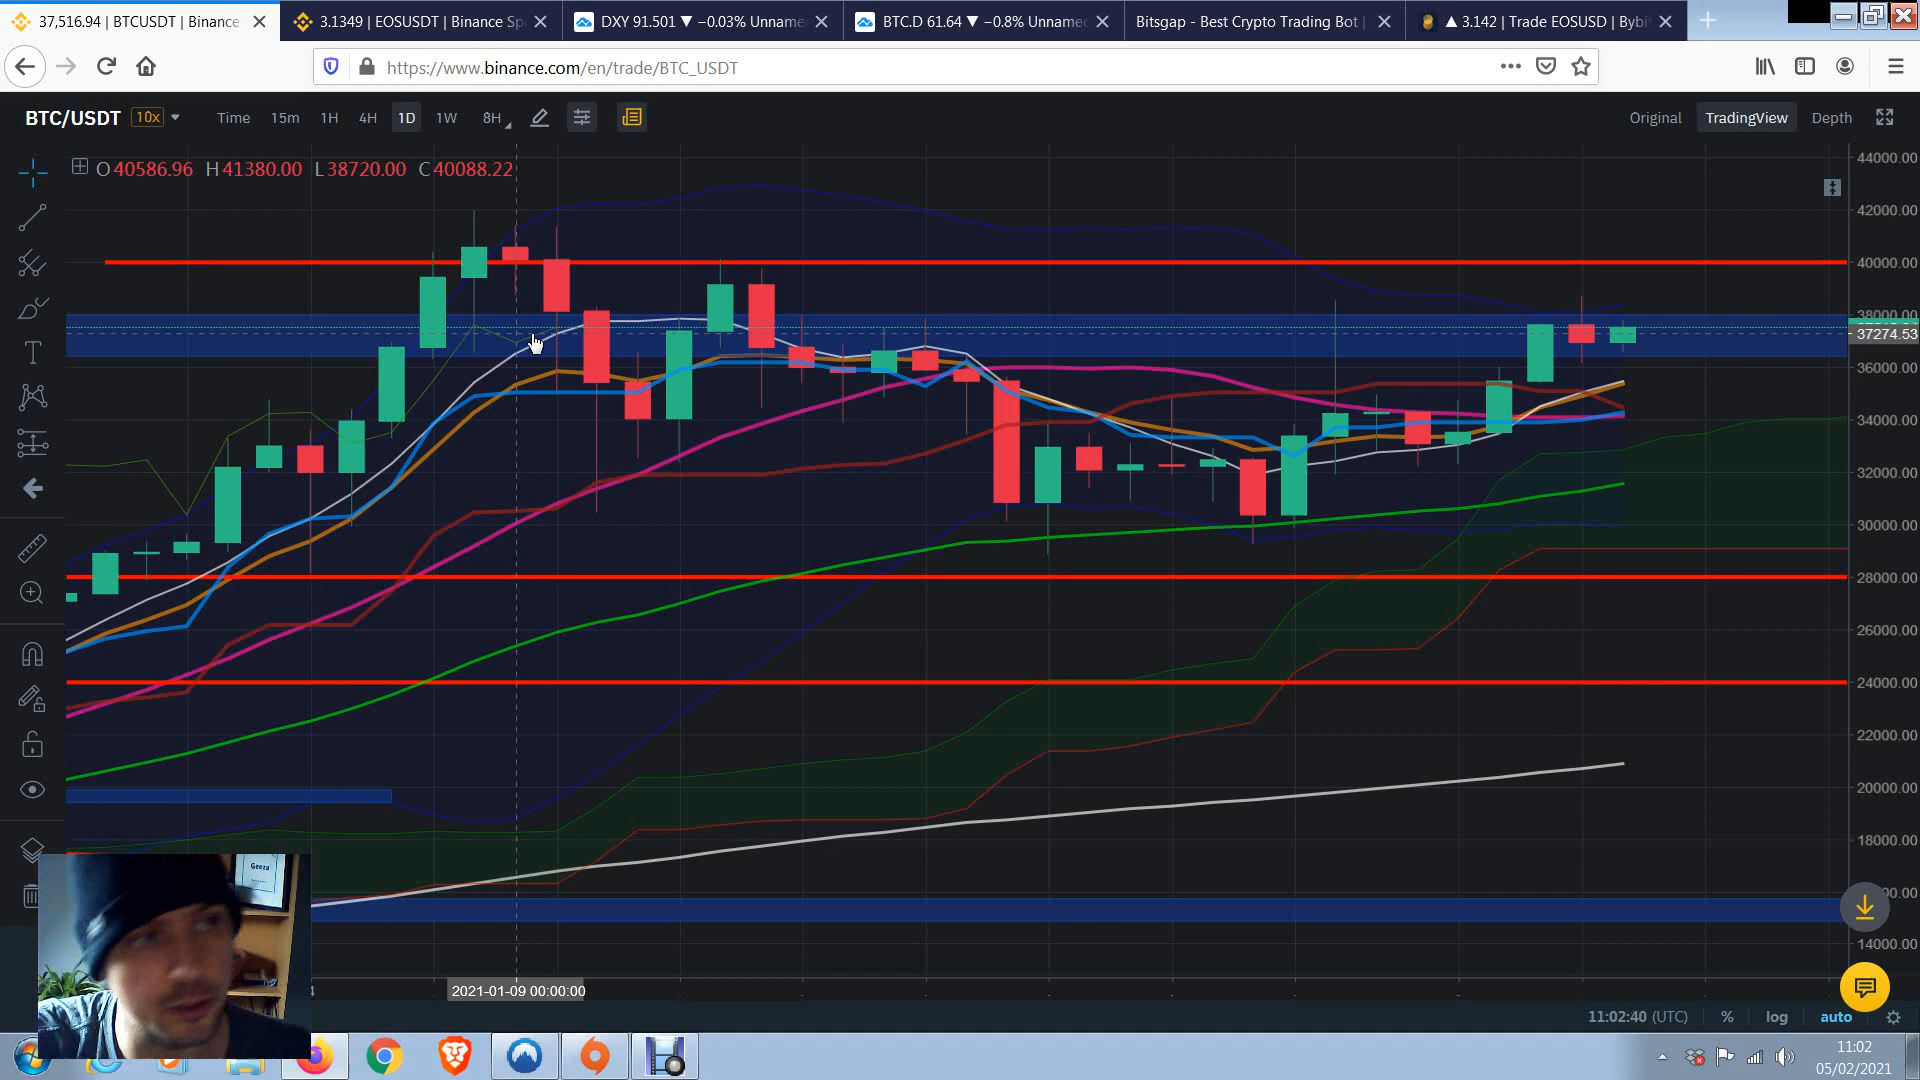 37,516.94 | BTCUSDT | Binance
3.1349 | EOSUSDT | Binance Sp
DXY 91.501 ▼ −0.03% Unname
BTC.D 61.64 ▼ −0.8% Unname
Bitsgap - Best Crypto Trading Bot |
▲ 3.142 | Trade EOSUSD | Bybi
https://www.binance.com/en/trade/BTC_USDT
BTC/USDT 10x Time 15m 1H 4H 1D 1W 8H Original TradingView Depth
O40586.96 H41380.00 L38720.00 C40088.22
44000.00
42000.00
40000.00
38000.00
37274.53
36000.00
34000.00
32000.00
30000.00
28000.00
26000.00
24000.00
22000.00
20000.00
18000.00
14000.00
Geeza
2021-01-09 00:00:00
11:02:40 (UTC) % log auto
11:02
05/02/2021